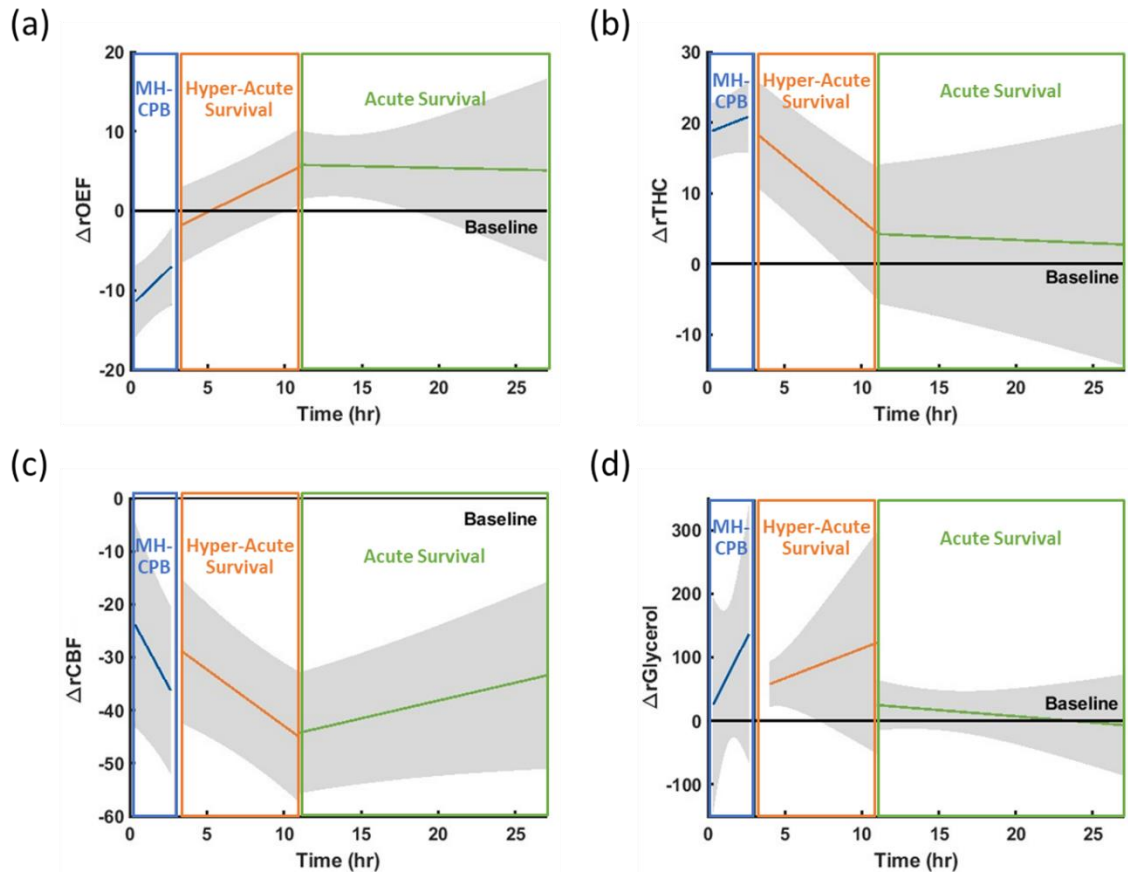 (a)
20
10
0
-10
-20
ΔrOEF
MH-
CPB
Hyper-Acute
Survival
Acute Survival
Baseline
0 5 10 15 20 25
Time (hr)
(b)
30
20
10
0
-10
ΔrTHC
MH-
CPB
Hyper-Acute
Survival
Acute Survival
Baseline
0 5 10 15 20 25
Time (hr)
(c)
0
-10
-20
-30
-40
-50
-60
ΔrCBF
Baseline
MH-
CPB
Hyper-Acute
Survival
Acute Survival
0 5 10 15 20 25
Time (hr)
(d)
300
200
100
0
-100
ΔrGlycerol
MH-
CPB
Hyper-Acute
Survival
Acute Survival
Baseline
0 5 10 15 20 25
Time (hr)